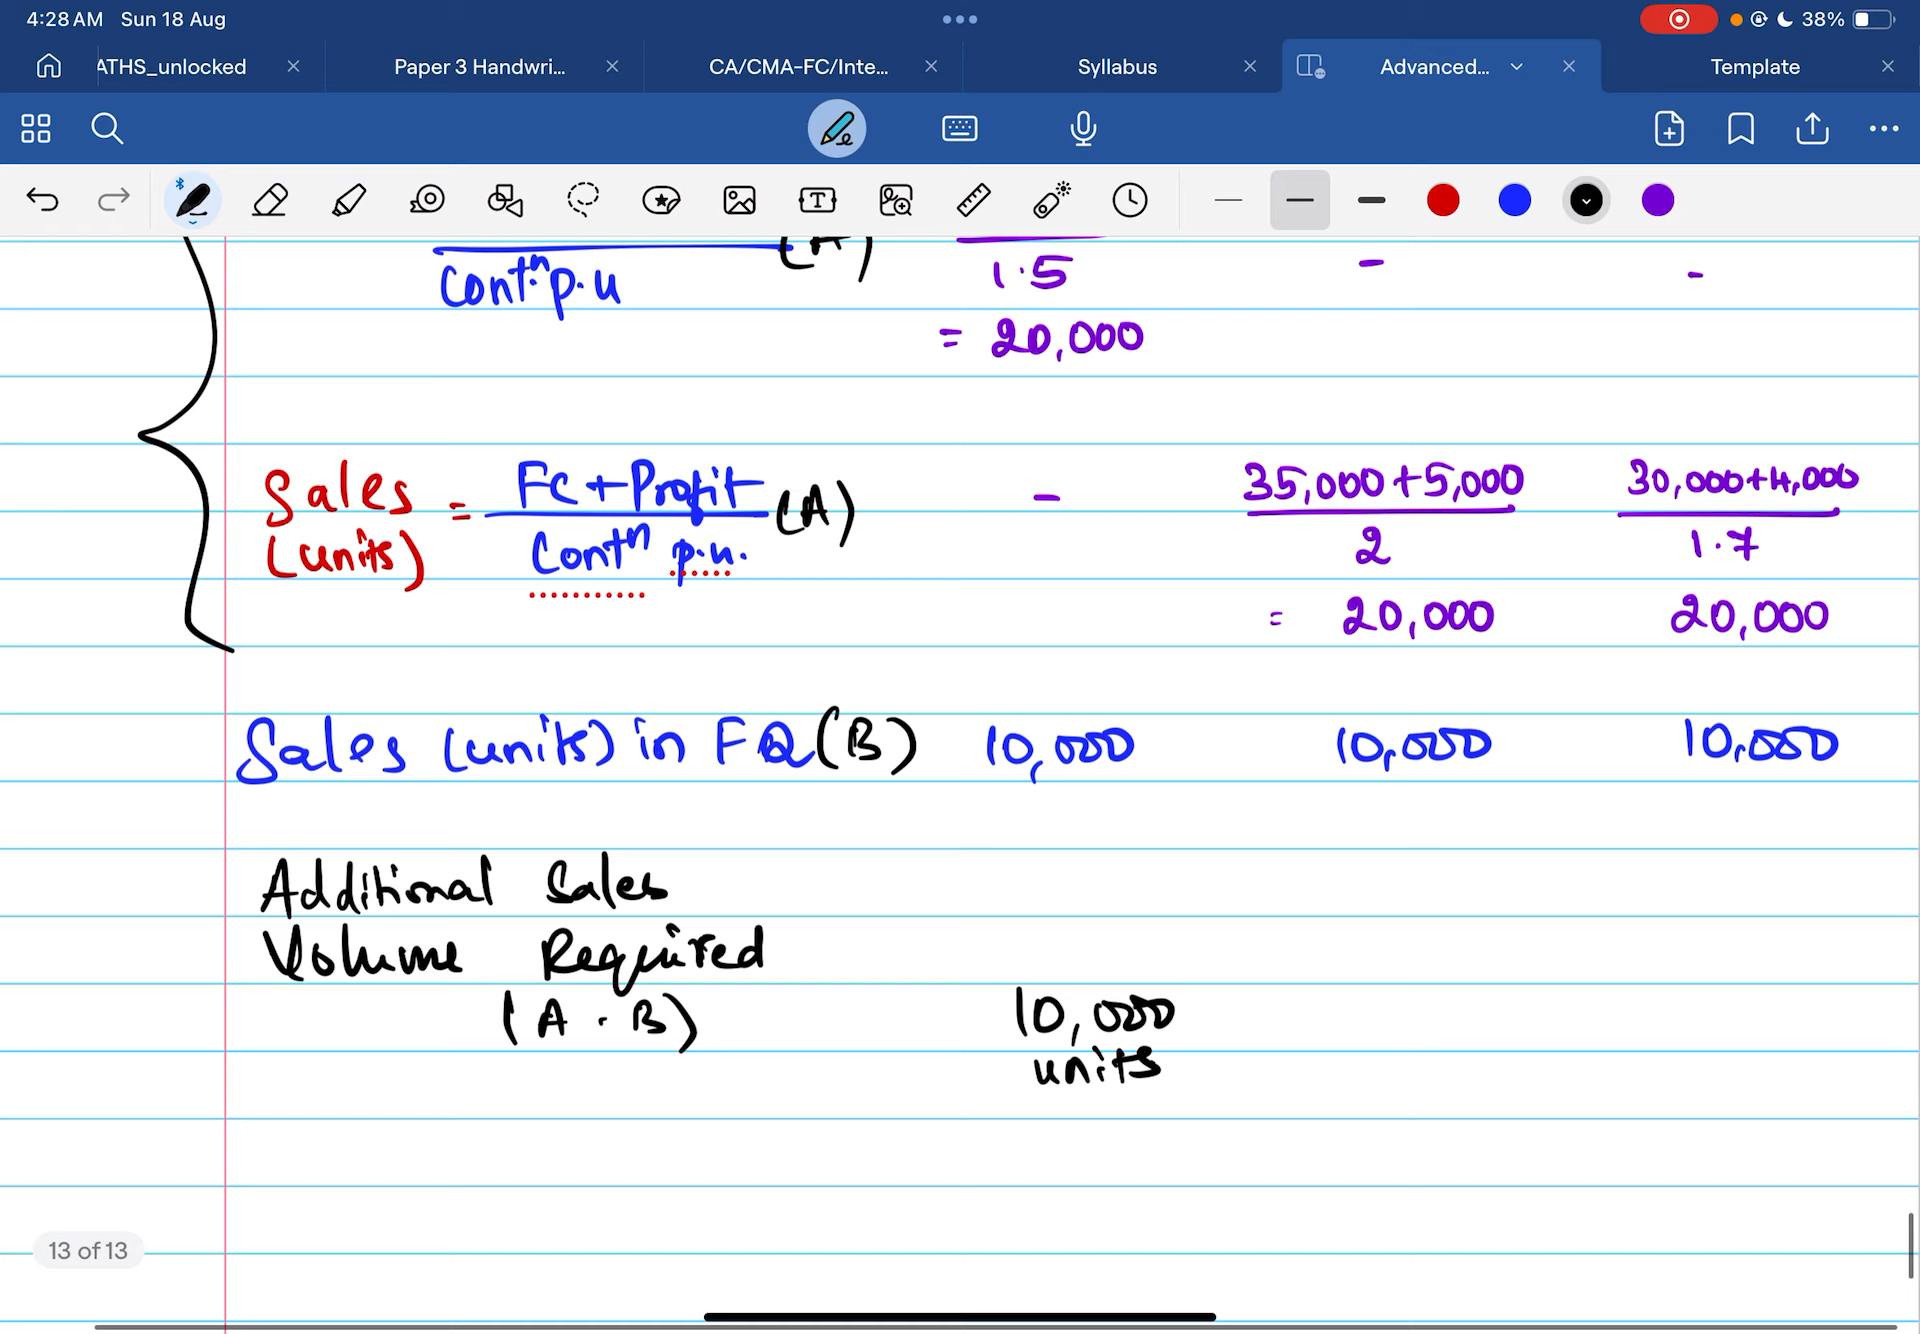 4:28 AM Sun 18 Aug
38%
ATHS_unlocked
Paper 3 Handwri...
CA/CMA-FC/Inte...
Syllabus
Advanced...
Template
Contn p.u (A) 1.5 - -
= 20,000
Sales (units) = FC + Profit / Contn p.u. (A) - 35,000+5,000 / 2 30,000+4,000 / 1.7
= 20,000 20,000
Sales (units) in FQ (B) 10,000 10,000 10,000
Additional Sales
Volume Required
(A - B) 10,000
units
13 of 13